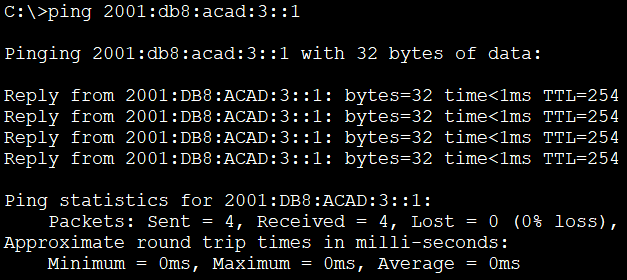 C:\>ping 2001:db8:acad:3::1
Pinging 2001:db8:acad:3::1 with 32 bytes of data:
Reply from 2001:DB8:ACAD:3::1: bytes=32 time<1ms TTL=254
Reply from 2001:DB8:ACAD:3::1: bytes=32 time<1ms TTL=254
Reply from 2001:DB8:ACAD:3::1: bytes=32 time<1ms TTL=254
Reply from 2001:DB8:ACAD:3::1: bytes=32 time<1ms TTL=254
Ping statistics for 2001:DB8:ACAD:3::1:
Packets: Sent = 4, Received = 4, Lost = 0 (0% loss),
Approximate round trip times in milli-seconds:
Minimum = 0ms, Maximum = 0ms, Average = 0ms